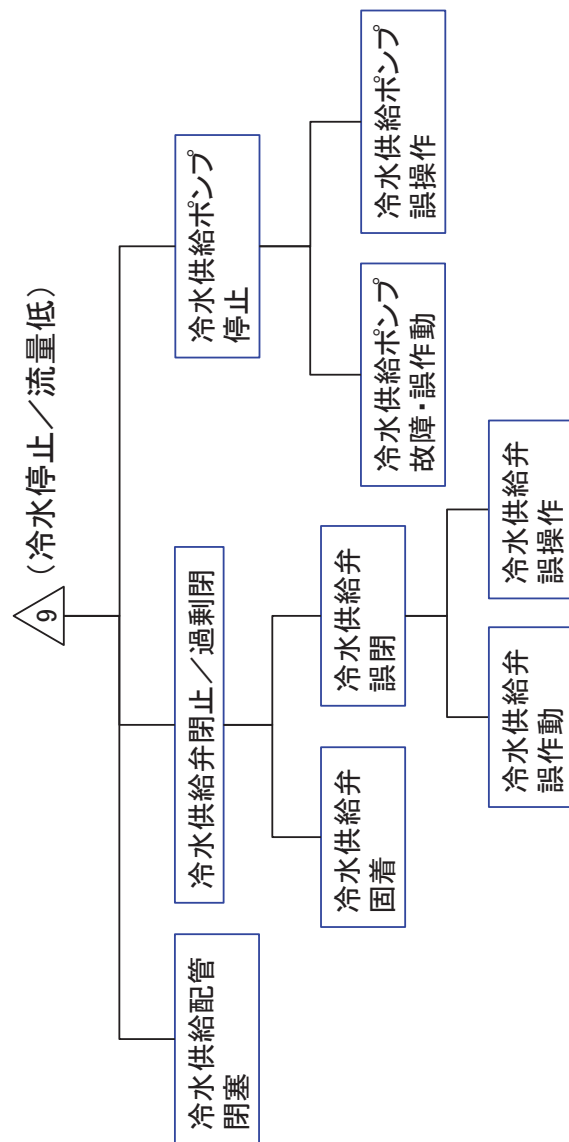 9
（冷水停止／流量低）
冷水供給配管
閉塞
冷水供給弁閉止／過剰閉
冷水供給ポンプ
停止
冷水供給弁
固着
冷水供給弁
誤閉
冷水供給ポンプ
故障・誤作動
冷水供給ポンプ
誤操作
冷水供給弁
誤作動
冷水供給弁
誤操作